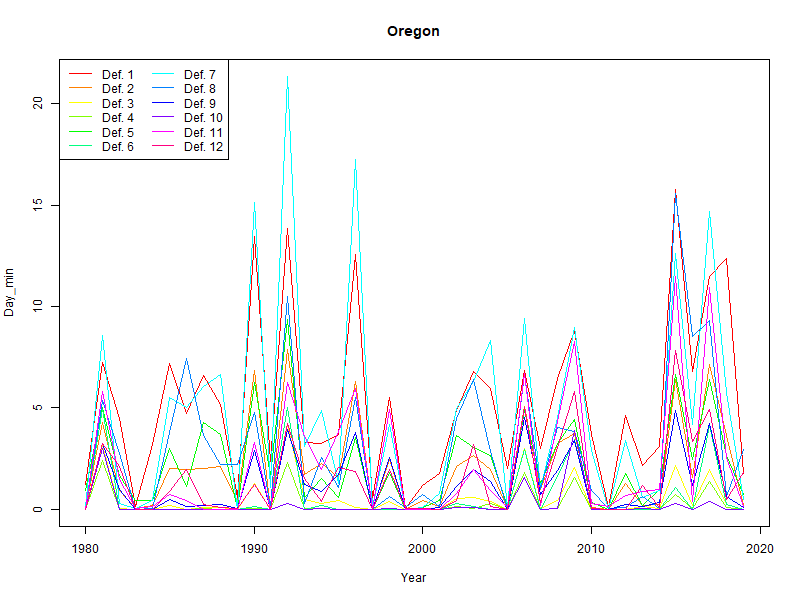 Oregon
Def. 1 Def. 7
Def. 2 Def. 8
Def. 3 Def. 9
Def. 4 Def. 10
Def. 5 Def. 11
Def. 6 Def. 12
20
15
10
5
0
Day_min
1980 1990 2000 2010 2020
Year